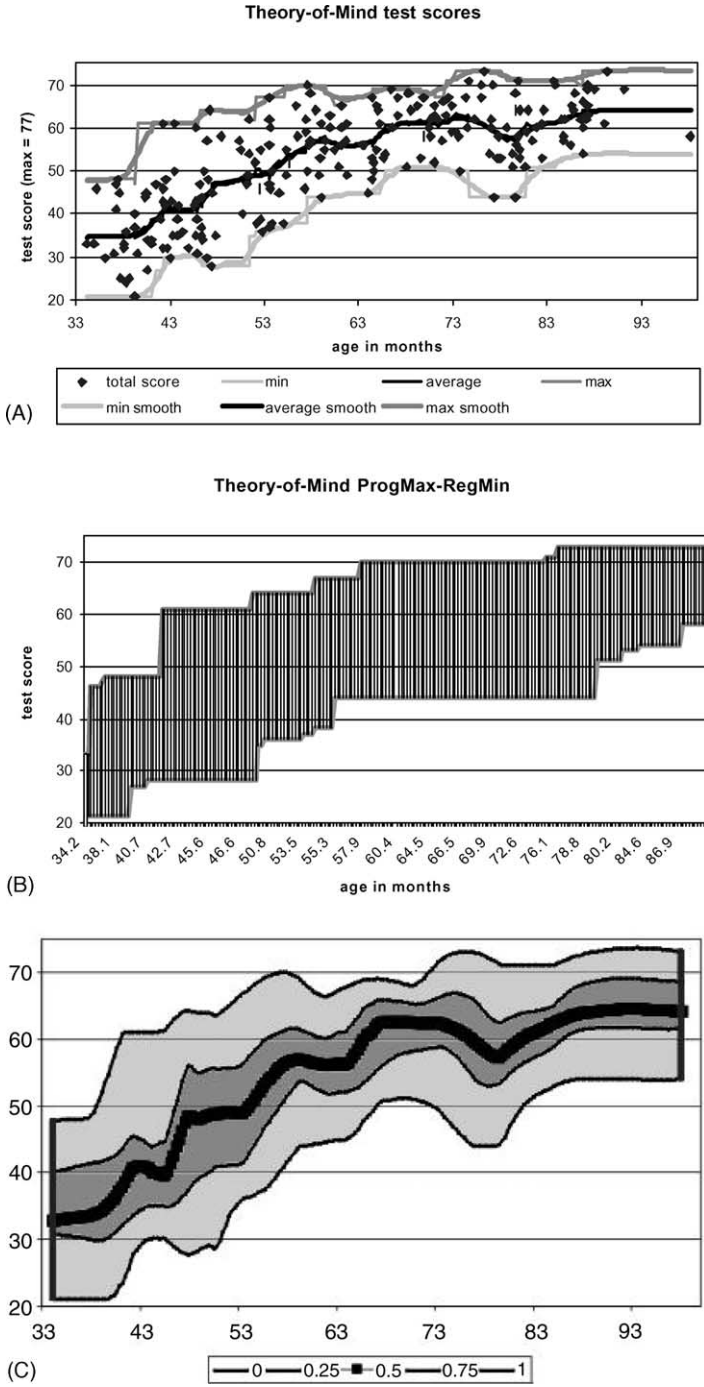 Theory-of-Mind test scores
test score (max = 77)
70
60
50
40
30
20
33 43 53 63 73 83 93
age in months
total score min average max
min smooth average smooth max smooth
(A)
Theory-of-Mind ProgMax-RegMin
test score
70
60
50
40
30
20
34.2 38.1 40.7 42.7 45.6 46.6 50.8 53.5 55.3 57.9 60.4 64.5 66.5 69.9 72.6 76.1 78.8 80.2 84.6 86.9
age in months
(B)
70
60
50
40
30
20
33 43 53 63 73 83 93
0 0.25 0.5 0.75 1
(C)